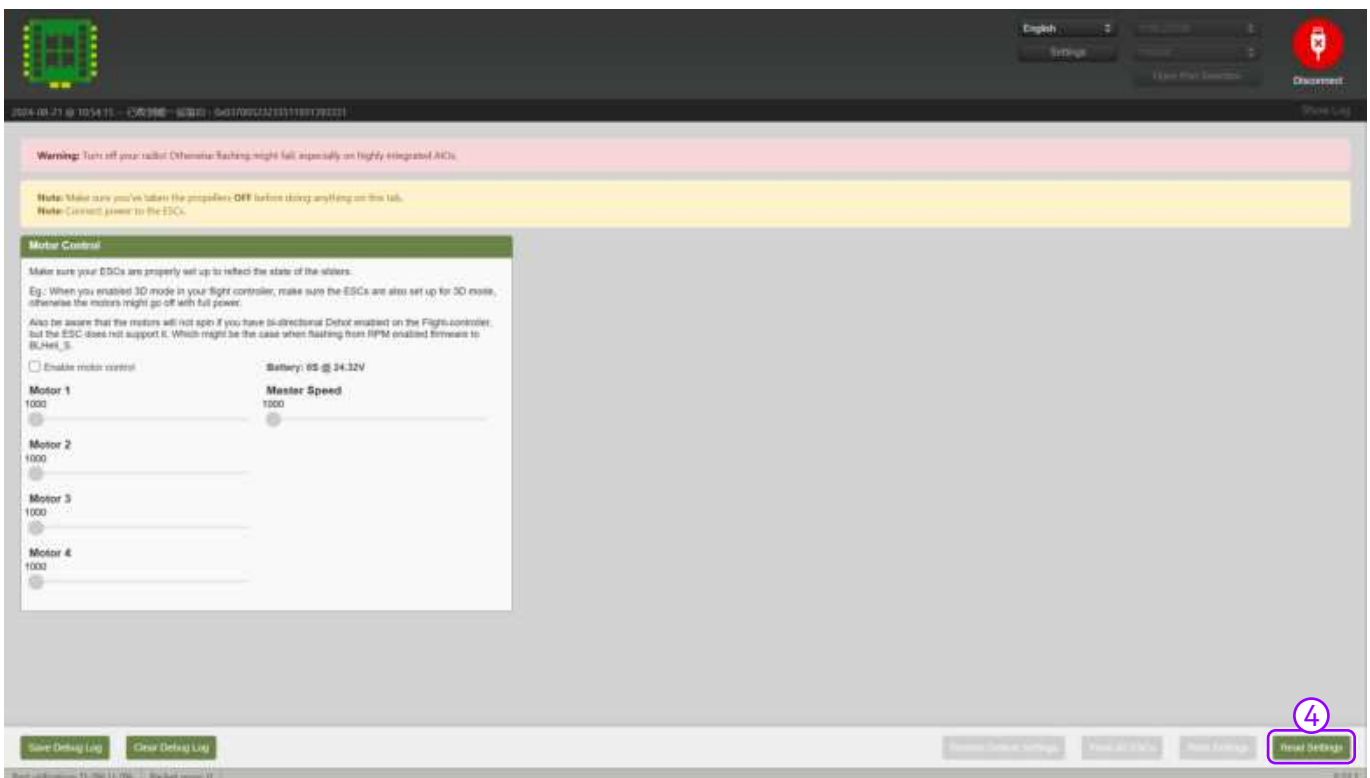 English
Settings
Disconnect
Show Log
Warning: Turn off your radio! Otherwise flashing might fail, especially on highly integrated AIOs.
Note: Make sure you've taken the propellers OFF before doing anything on this tab.
Note: Connect power to the ESCs.
Motor Control
Make sure your ESCs are properly set up to reflect the state of the sliders.
Eg.: When you enabled 3D mode in your flight controller, make sure the ESCs are also set up for 3D mode,
otherwise the motors might go off with full power.
Also be aware that the motors will not spin if you have bi-directional Dshot enabled on the Flight-controller,
but the ESC does not support it. Which might be the case when flashing from RPM enabled firmware to
BLHeli_S.
Enable motor control
Battery: 6S @ 24.32V
Motor 1
Master Speed
1000
1000
Motor 2
1000
Motor 3
1000
Motor 4
1000
4
Save Debug Log
Clear Debug Log
Read Settings